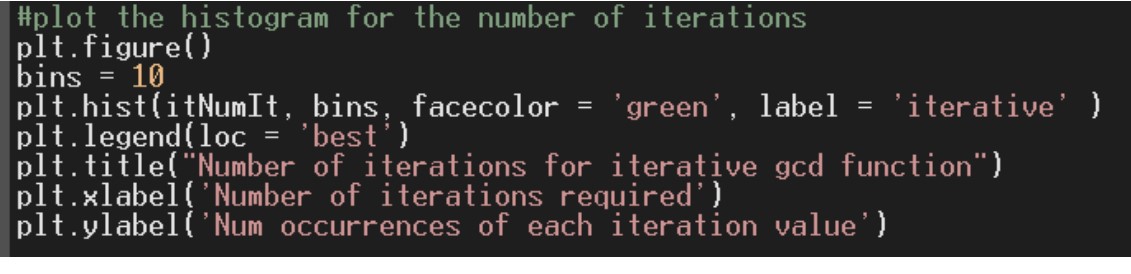 #plot the histogram for the number of iterations
plt.figure()
bins = 10
plt.hist(itNumIt, bins, facecolor = 'green', label = 'iterative' )
plt.legend(loc = 'best')
plt.title("Number of iterations for iterative gcd function")
plt.xlabel('Number of iterations required')
plt.ylabel('Num occurrences of each iteration value')